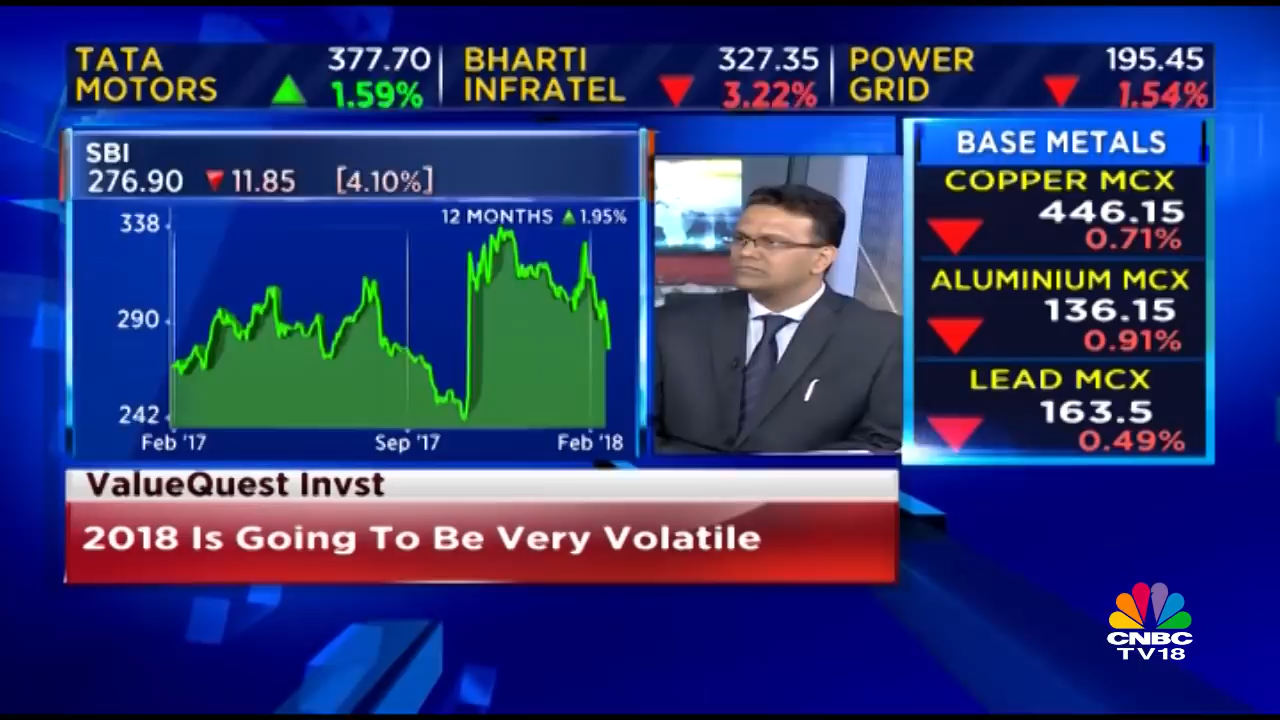 TATA MOTORS 377.70 1.59%
BHARTI INFRATEL 327.35 3.22%
POWER GRID 195.45 1.54%
SBI
276.90 11.85 [4.10%]
12 MONTHS 1.95%
338
290
242
Feb '17 Sep '17 Feb '18
BASE METALS
COPPER MCX
446.15
0.71%
ALUMINIUM MCX
136.15
0.91%
LEAD MCX
163.5
0.49%
ValueQuest Invst
2018 Is Going To Be Very Volatile
CNBC
TV18